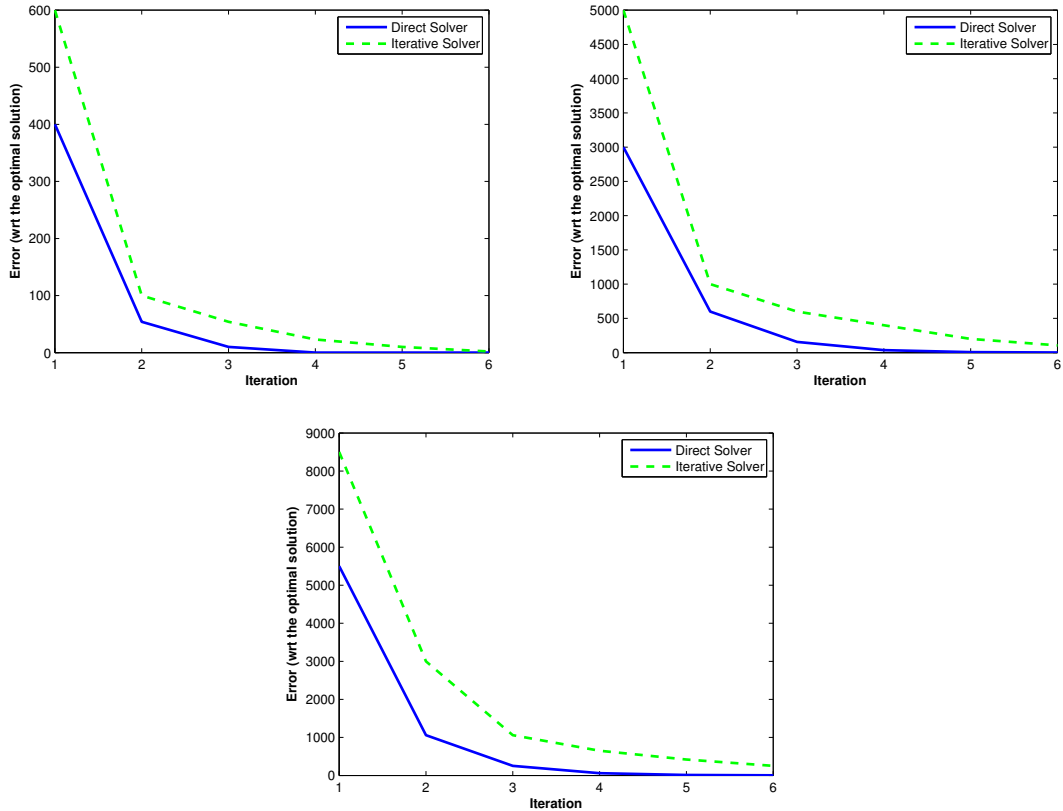 600
500
400
300
200
100
0
Error (wrt the optimal solution)
1 2 3 4 5 6
Iteration
Direct Solver
Iterative Solver
5000
4500
4000
3500
3000
2500
2000
1500
1000
500
0
Error (wrt the optimal solution)
1 2 3 4 5 6
Iteration
Direct Solver
Iterative Solver
9000
8000
7000
6000
5000
4000
3000
2000
1000
0
Error (wrt the optimal solution)
1 2 3 4 5 6
Iteration
Direct Solver
Iterative Solver